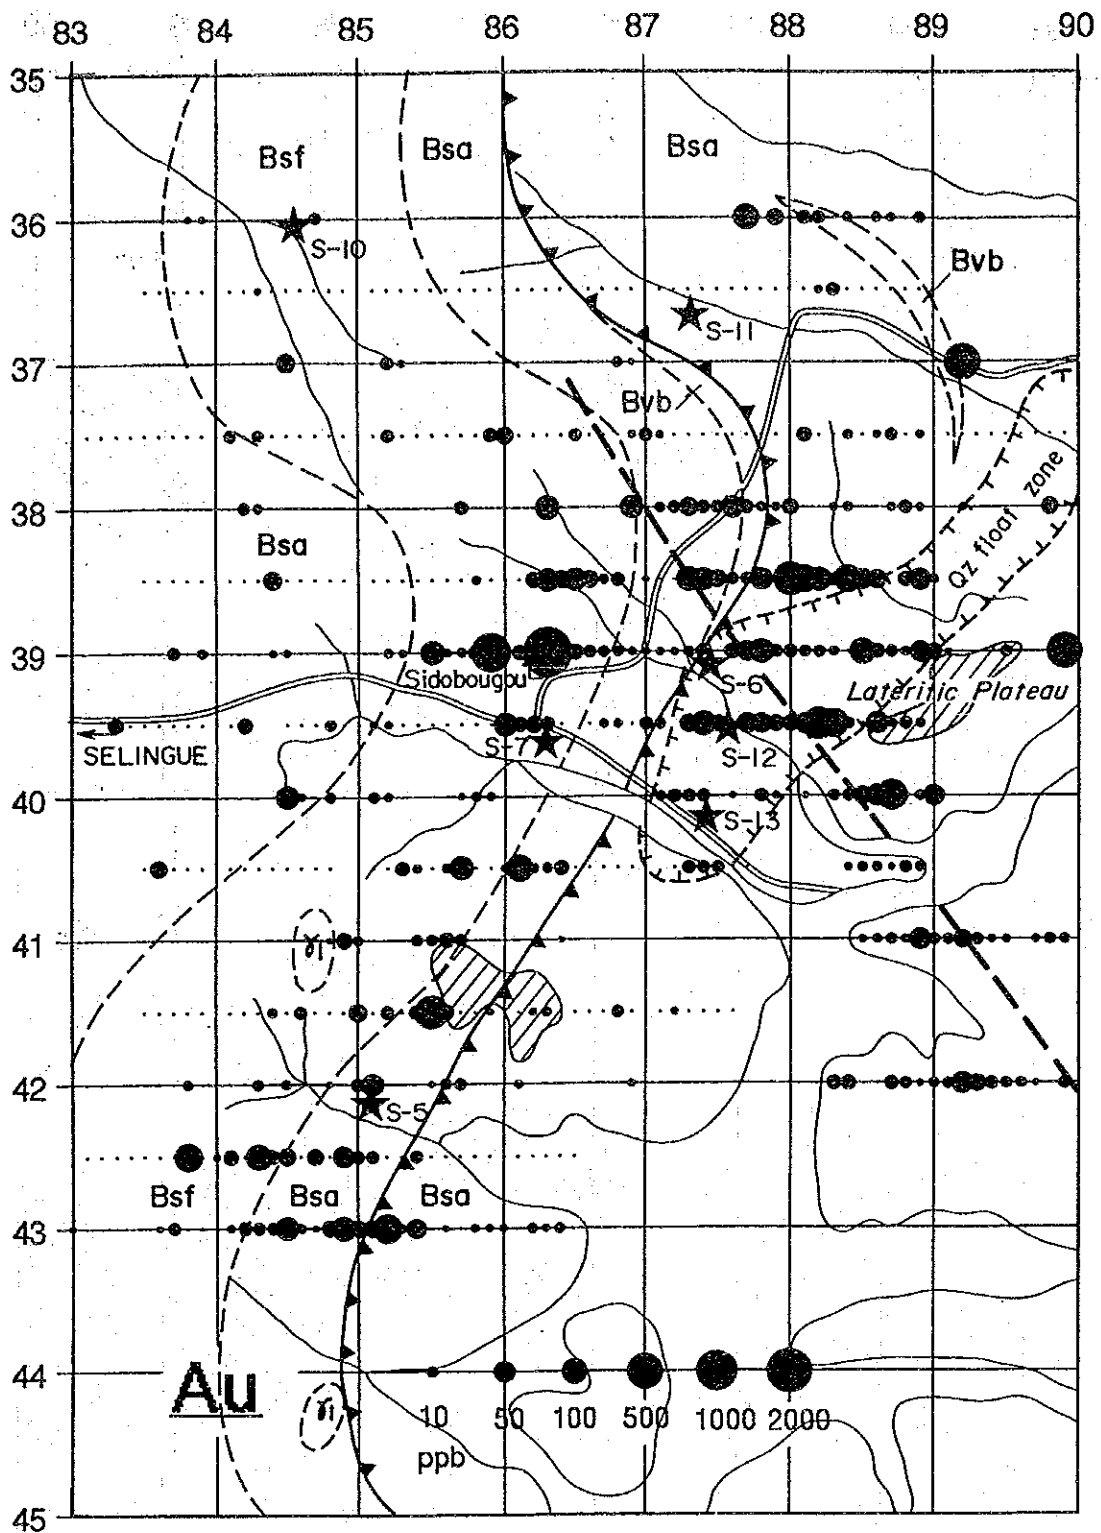 83 84 85 86 87 88 89 90
35
Bsf Bsa Bsa
36
S-10
Bvb
S-11
37
Bvb
38
Bsa
Qz float zone
39
Sidobougou
S-6
Lateritic Plateau
SELINGUE
S-7
S-12
40
S-13
γ1
41
42
S-5
Bsf Bsa Bsa
43
44
Au
γ1
10 50 100 500 1000 2000
ppb
45